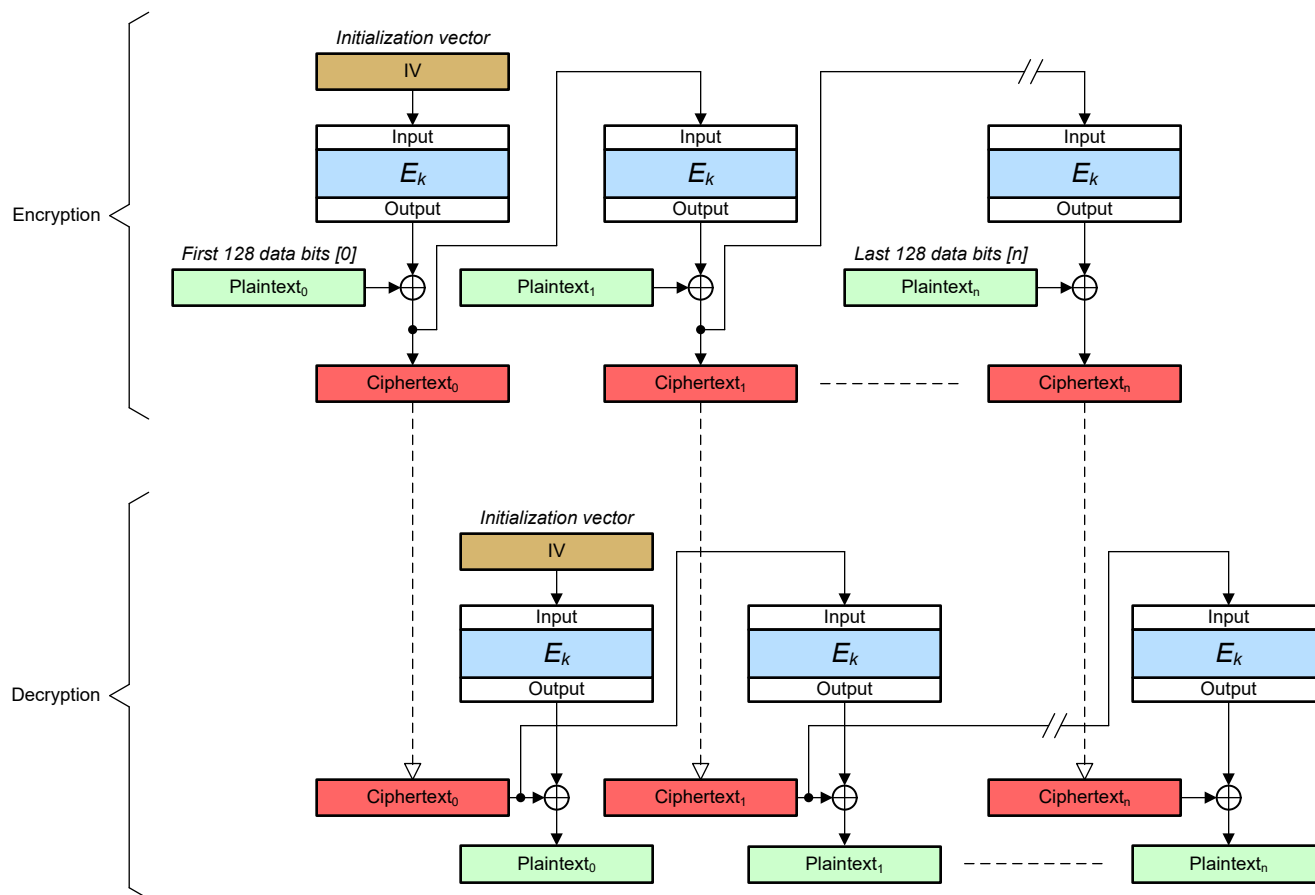 Initialization vector
IV
Input Input Input
Ek Ek Ek
Output Output Output
Encryption
First 128 data bits [0] Last 128 data bits [n]
Plaintext0 Plaintext1 Plaintextn
Ciphertext0 Ciphertext1 Ciphertextn
Initialization vector
IV
Input Input Input
Ek Ek Ek
Output Output Output
Decryption
Ciphertext0 Ciphertext1 Ciphertextn
Plaintext0 Plaintext1 Plaintextn